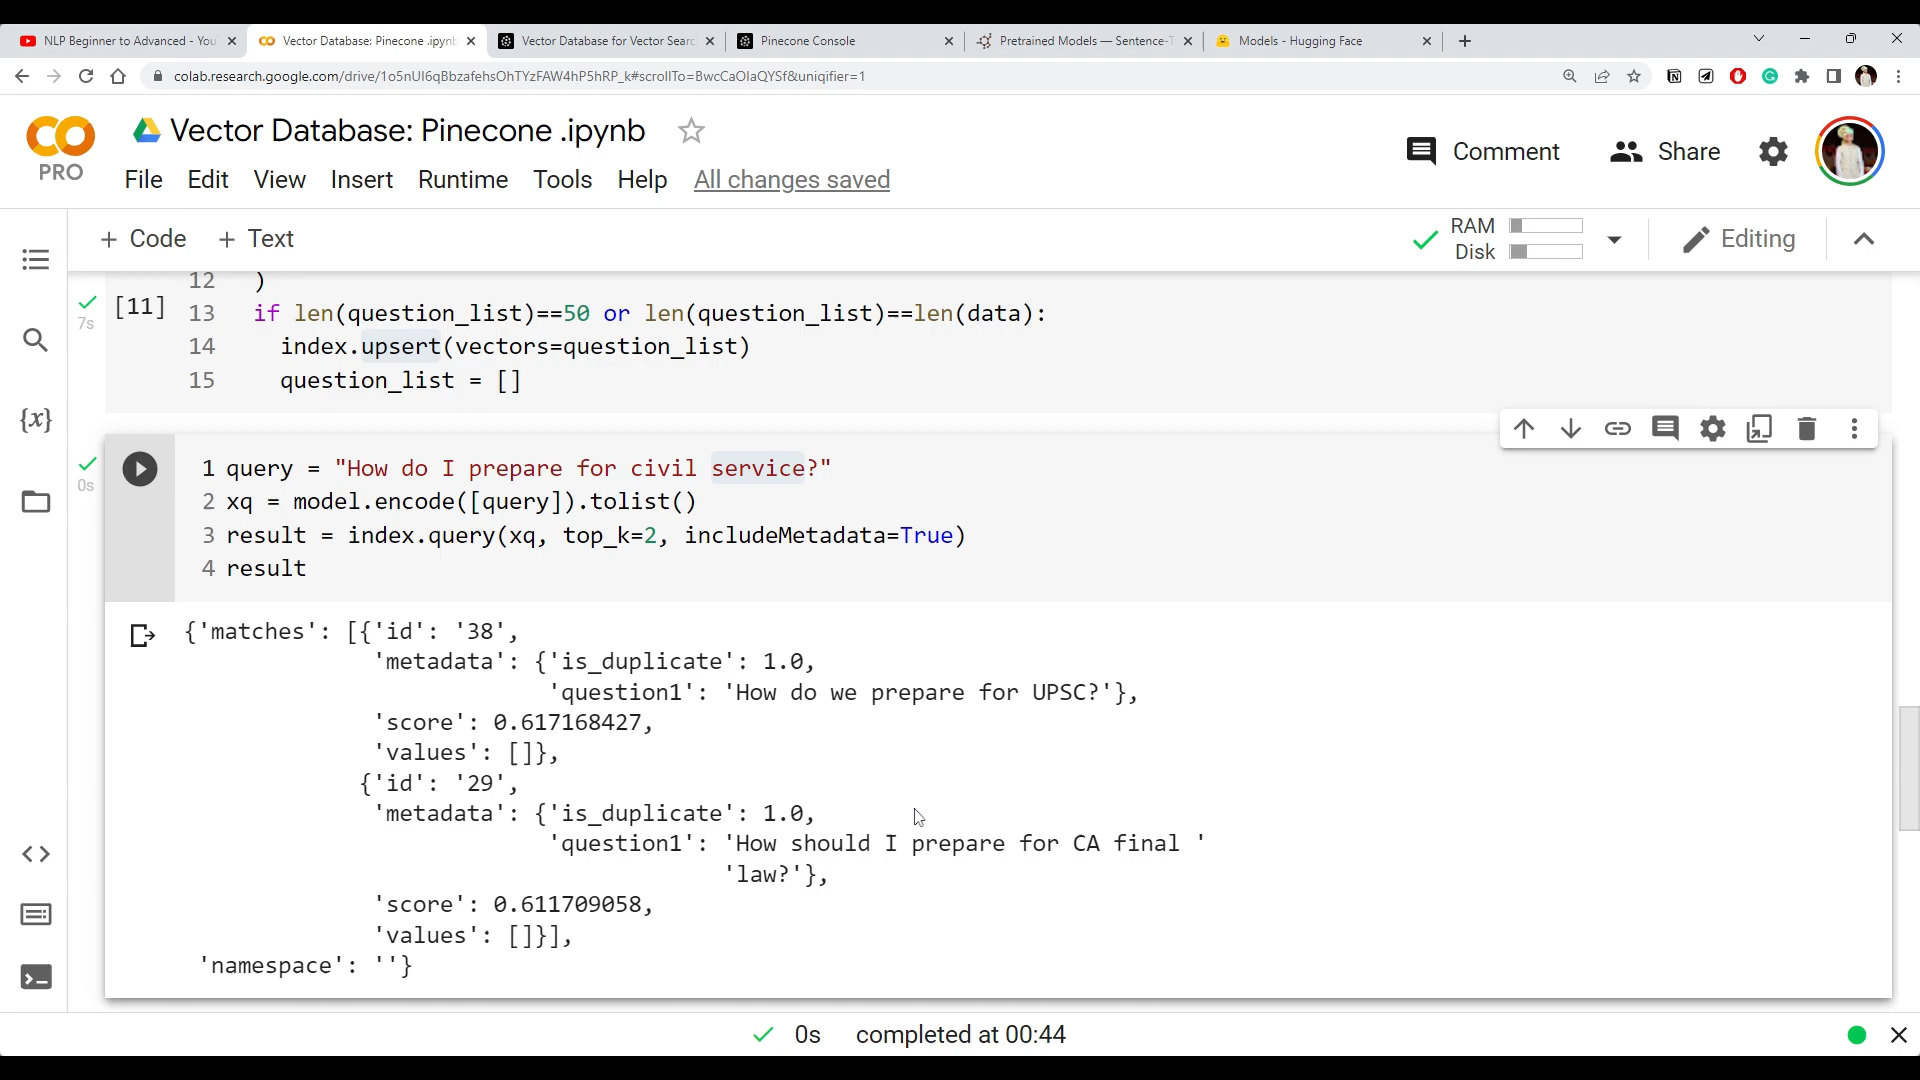 NLP Beginner to Advanced - You
Vector Database: Pinecone .ipynb
Vector Database for Vector Searc
Pinecone Console
Pretrained Models — Sentence-T
Models - Hugging Face
colab.research.google.com/drive/1o5nUI6qBbzafehsOhTYzFAW4hP5hRP_k#scrollTo=BwcCaOlaQYSf&uniqifier=1
PRO
Vector Database: Pinecone .ipynb
File Edit View Insert Runtime Tools Help All changes saved
Comment
Share
+ Code + Text
RAM
Disk
Editing
12 )
[11] 13 if len(question_list)==50 or len(question_list)==len(data):
7s
14 index.upsert(vectors=question_list)
15 question_list = []
{x}
1 query = "How do I prepare for civil service?"
0s
2 xq = model.encode([query]).tolist()
3 result = index.query(xq, top_k=2, includeMetadata=True)
4 result
{'matches': [{'id': '38',
'metadata': {'is_duplicate': 1.0,
'question1': 'How do we prepare for UPSC?'},
'score': 0.617168427,
'values': []},
{'id': '29',
'metadata': {'is_duplicate': 1.0,
'question1': 'How should I prepare for CA final '
'law?'},
'score': 0.611709058,
'values': []}],
'namespace': ''}
0s completed at 00:44